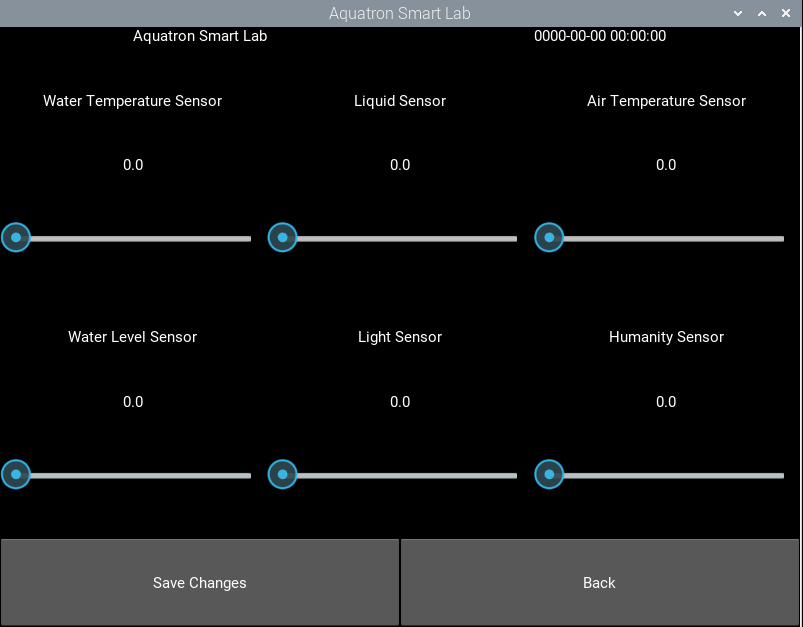 Aquatron Smart Lab
Aquatron Smart Lab 0000-00-00 00:00:00
Water Temperature Sensor Liquid Sensor Air Temperature Sensor
0.0 0.0 0.0
Water Level Sensor Light Sensor Humanity Sensor
0.0 0.0 0.0
Save Changes Back